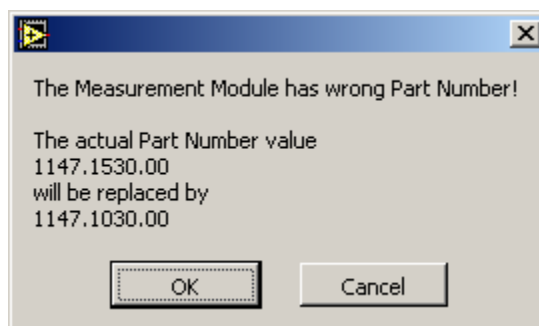 The Measurement Module has wrong Part Number!
The actual Part Number value
1147.1530.00
will be replaced by
1147.1030.00
OK
Cancel